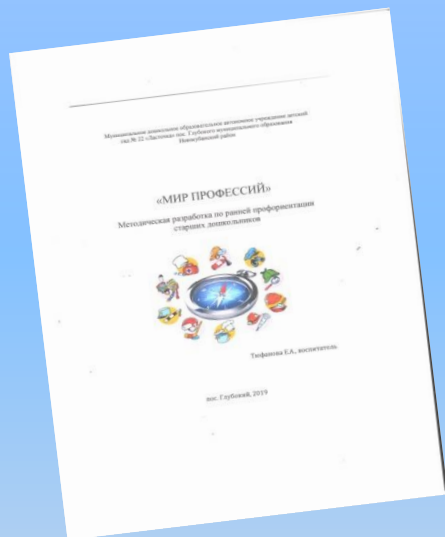 Муниципальное дошкольное образовательное автономное учреждение детский
сад № 22 «Ласточка» пос. Глубокого муниципального образования
Новокубанский район
«МИР ПРОФЕССИЙ»
Методическая разработка по ранней профориентации
старших дошкольников
Е.А., воспитатель
пос. Глубокий, 2019